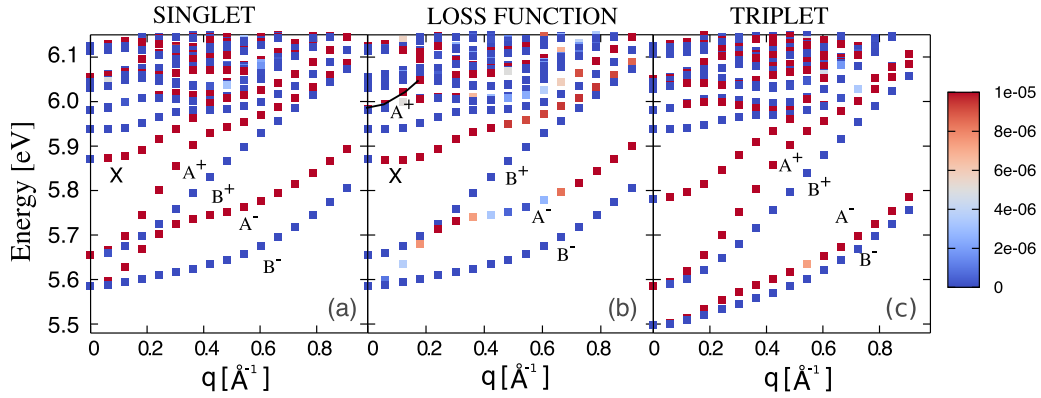 SINGLET LOSS FUNCTION TRIPLET
Energy [eV]
6.1
6.0
5.9
5.8
5.7
5.6
5.5
X
A⁺
B⁺
A⁻
B⁻
(a)
A⁺
X
B⁺
A⁻
B⁻
(b)
A⁺
B⁺
A⁻
B⁻
(c)
1e-05
8e-06
6e-06
4e-06
2e-06
0
0 0.2 0.4 0.6 0.8 0 0.2 0.4 0.6 0.8 0 0.2 0.4 0.6 0.8
q [Å⁻¹] q [Å⁻¹] q [Å⁻¹]